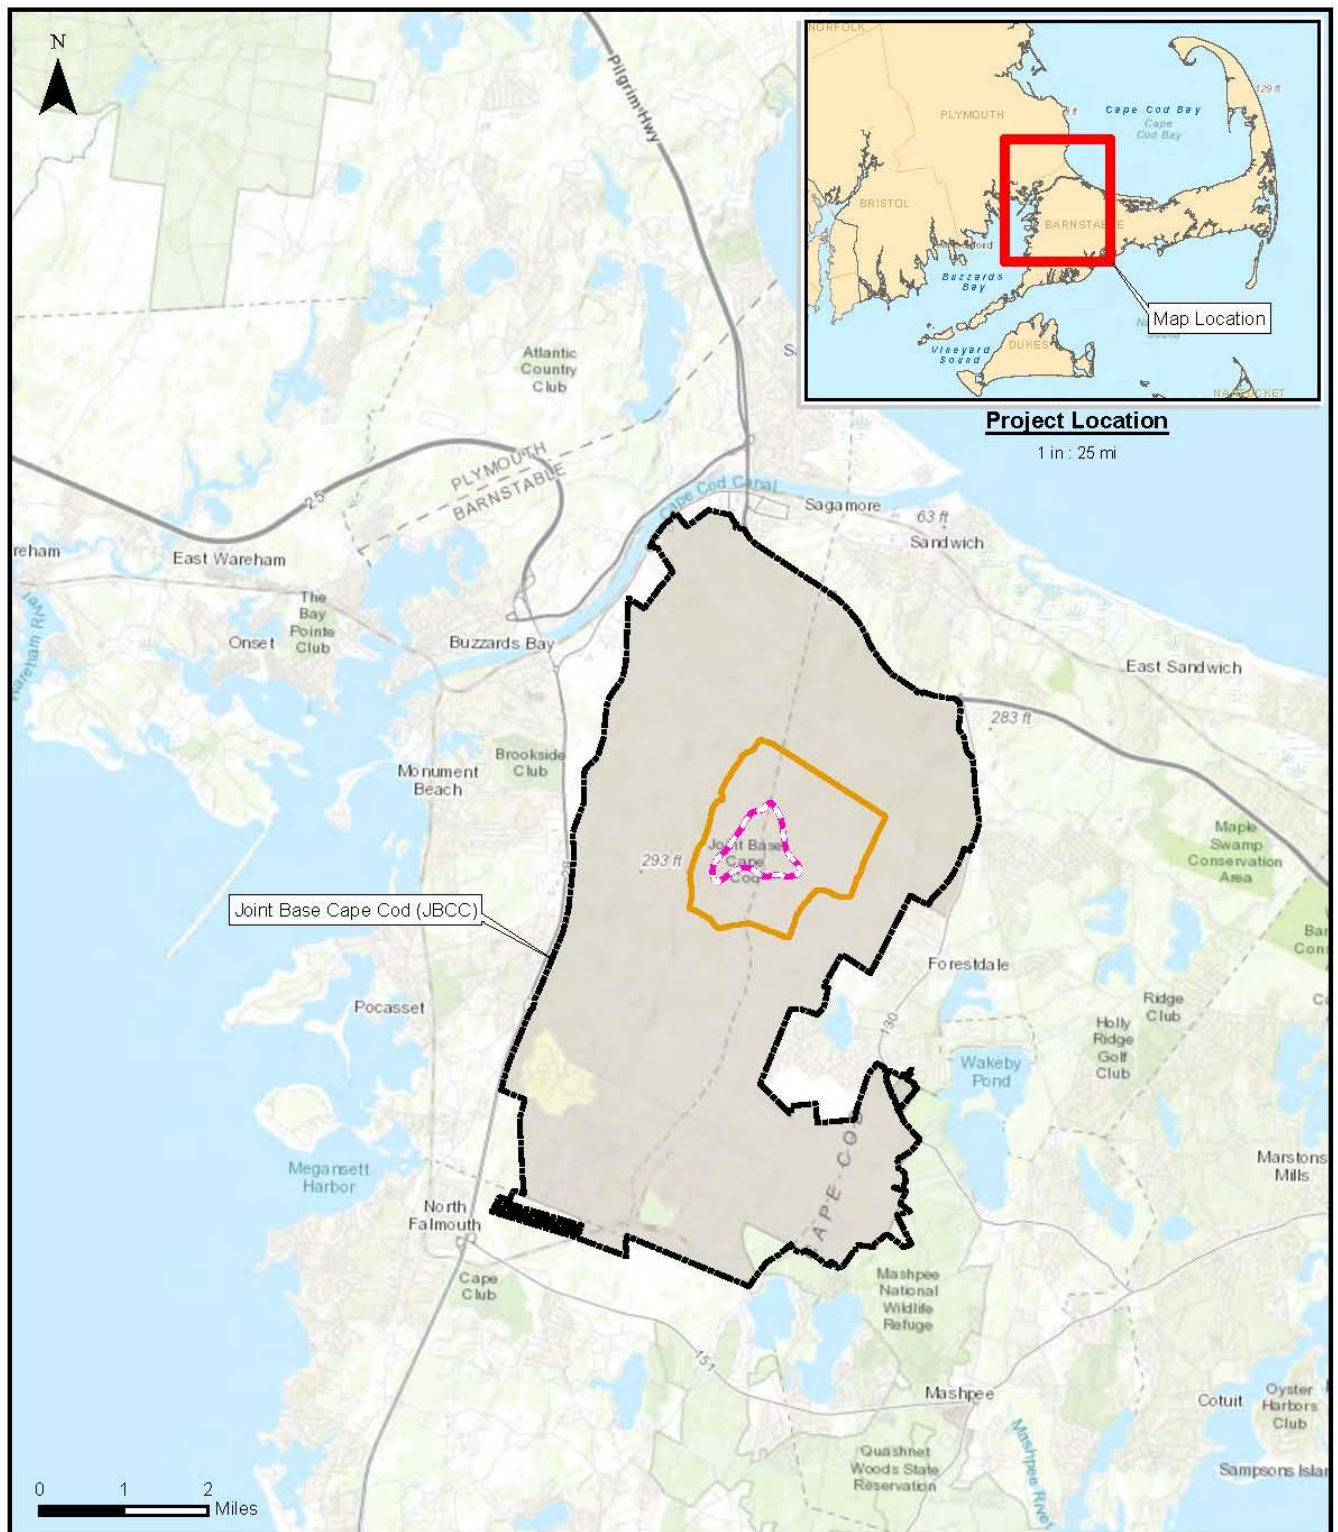 N
Pilgrim Hwy
NORFOLK
PLYMOUTH
BRISTOL
BARNSTABLE
129 ft
Cape Cod Bay
Cape
Cod Bay
Buzzards
Bay
Vineyard
Sound
DUKES
NANTUCKET
Map Location
Project Location
1 in : 25 mi
Atlantic
Country
Club
PLYMOUTH
BARNSTABLE
25
Cape Cod Canal
Sagamore
63 ft
Sandwich
reham
East Wareham
The
Bay
Pointe
Club
Onset
Buzzards Bay
Wareham River
East Sandwich
283 ft
Brookside
Club
Monument
Beach
Maple
Swamp
Conservation
Area
293 ft
Joint Base
Cape
Cod
Joint Base Cape Cod (JBCC)
Bar
Con
Forestdale
Pocasset
130
Ridge
Club
Holly
Ridge
Golf
Club
Wakeby
Pond
CAPE COD
Marstons
Mills
Megansett
Harbor
North
Falmouth
Cape
Club
Mashpee
National
Wildlife
Refuge
151
Mashpee
Cotuit
Oyster
Harbors
Club
Mashpee River
Quashnet
Woods State
Reservation
Sampsons Islan
0 1 2
Miles